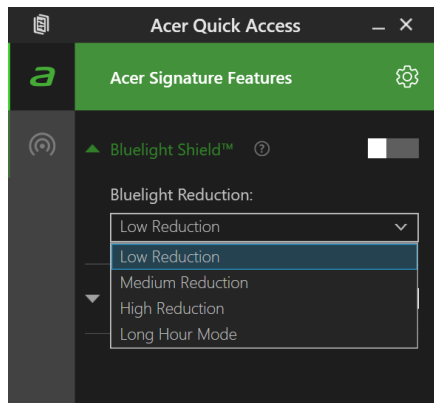 Acer Quick Access
Acer Signature Features
Bluelight Shield™
Bluelight Reduction:
Low Reduction
Low Reduction
Medium Reduction
High Reduction
Long Hour Mode